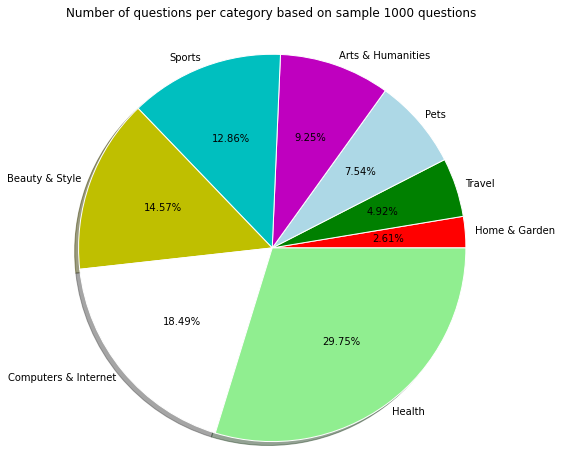 Number of questions per category based on sample 1000 questions
Sports
Arts & Humanities
Pets
12.86%
9.25%
7.54%
Beauty & Style
Travel
14.57%
4.92%
Home & Garden
2.61%
18.49%
29.75%
Computers & Internet
Health